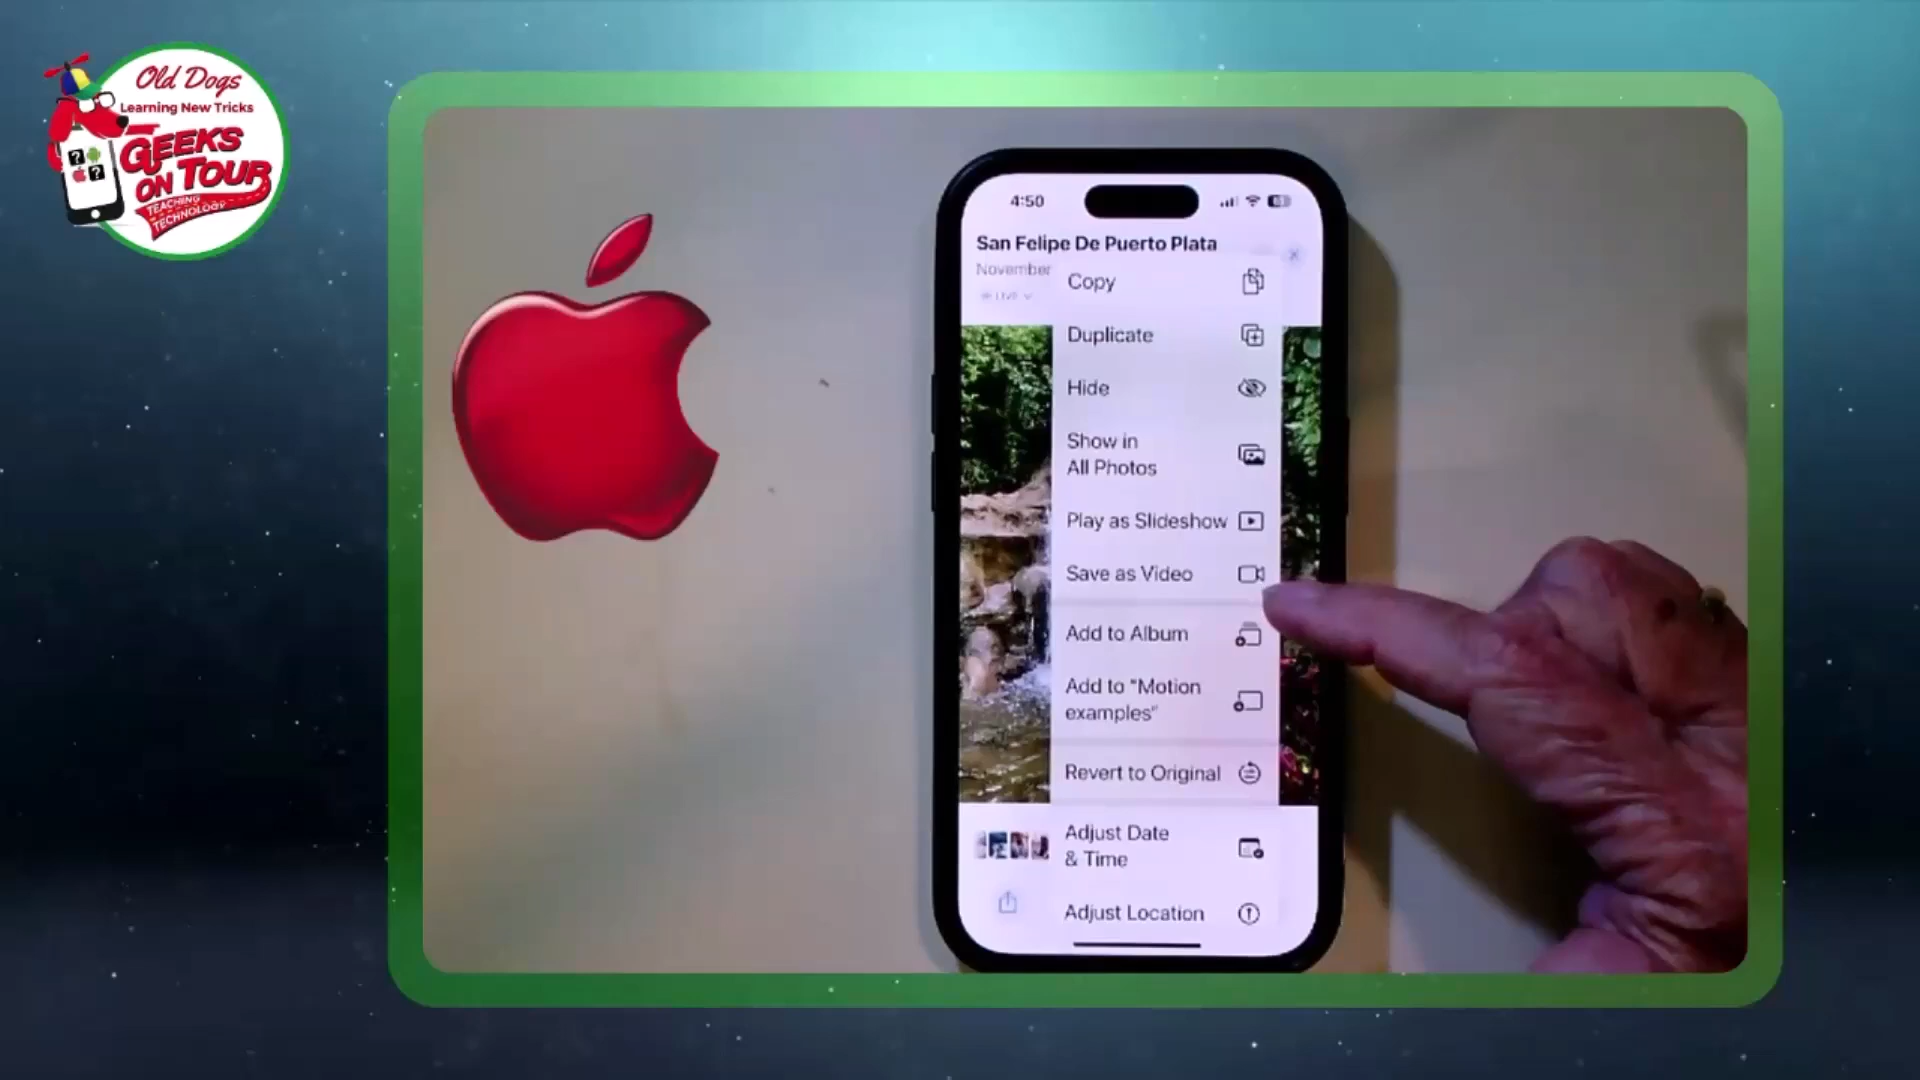 Old Dogs
Learning New Tricks
GEEKS
ON TOUR
TEACHING
TECHNOLOGY
4:50
San Felipe De Puerto Plata
November
LIVE
Copy
Duplicate
Hide
Show in
All Photos
Play as Slideshow
Save as Video
Add to Album
Add to “Motion
examples”
Revert to Original
Adjust Date
& Time
Adjust Location